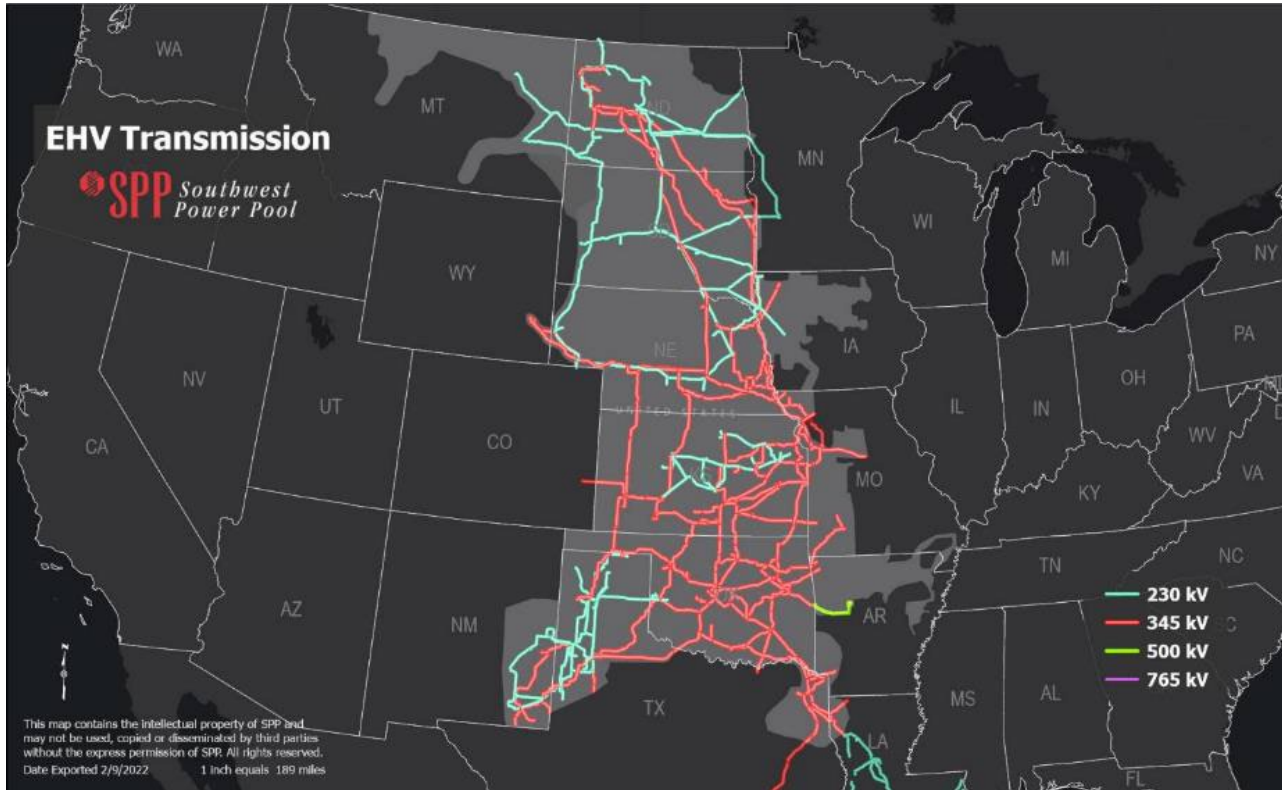 WA
MT
ND
MN
EHV Transmission
SPP Southwest
Power Pool
WI
MI
NY
WY
IA
NE
PA
NV
UT
CO
UNITED STATES
IL
IN
OH
CA
WV
VA
KS
MO
KY
AZ
NM
TN
NC
AR
230 kV
345 kV
500 kV
765 kV
N
TX
MS
AL
LA
FL
This map contains the intellectual property of SPP and
may not be used, copied or disseminated by third parties
without the express permission of SPP. All rights reserved.
Date Exported 2/9/2022 1 inch equals 189 miles